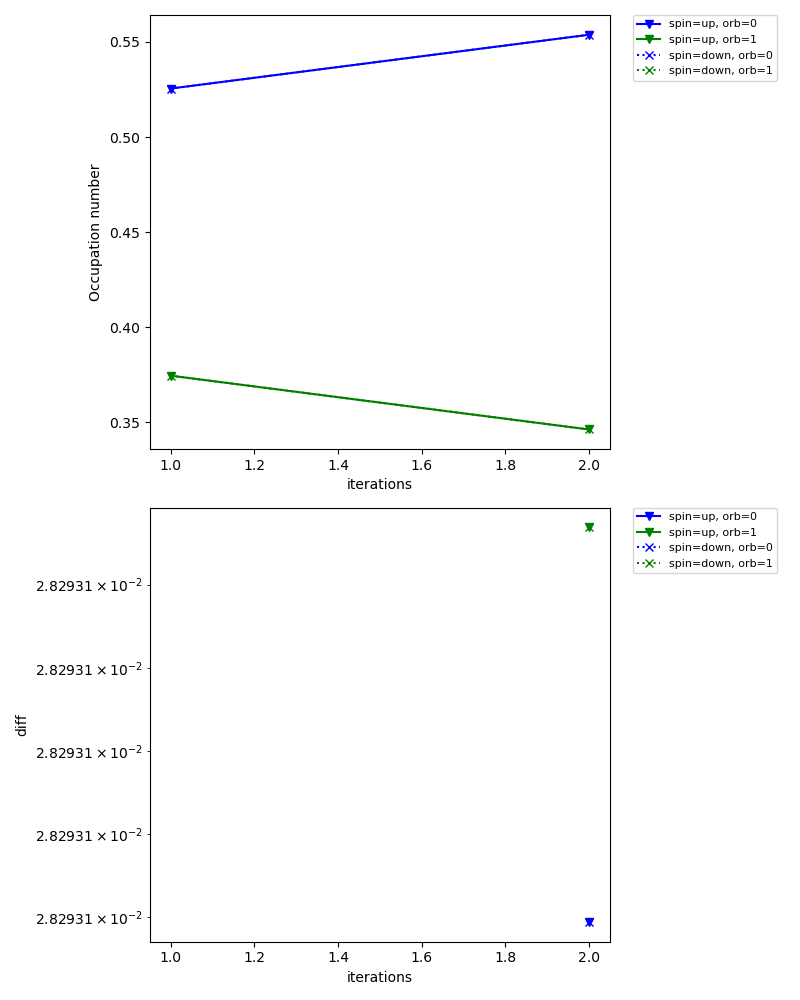 spin=up, orb=0
spin=up, orb=1
spin=down, orb=0
spin=down, orb=1
0.55
0.50
0.45
0.40
0.35
Occupation number
1.0 1.2 1.4 1.6 1.8 2.0
iterations
spin=up, orb=0
spin=up, orb=1
spin=down, orb=0
spin=down, orb=1
2.82931 × 10⁻²
2.82931 × 10⁻²
2.82931 × 10⁻²
2.82931 × 10⁻²
2.82931 × 10⁻²
diff
1.0 1.2 1.4 1.6 1.8 2.0
iterations